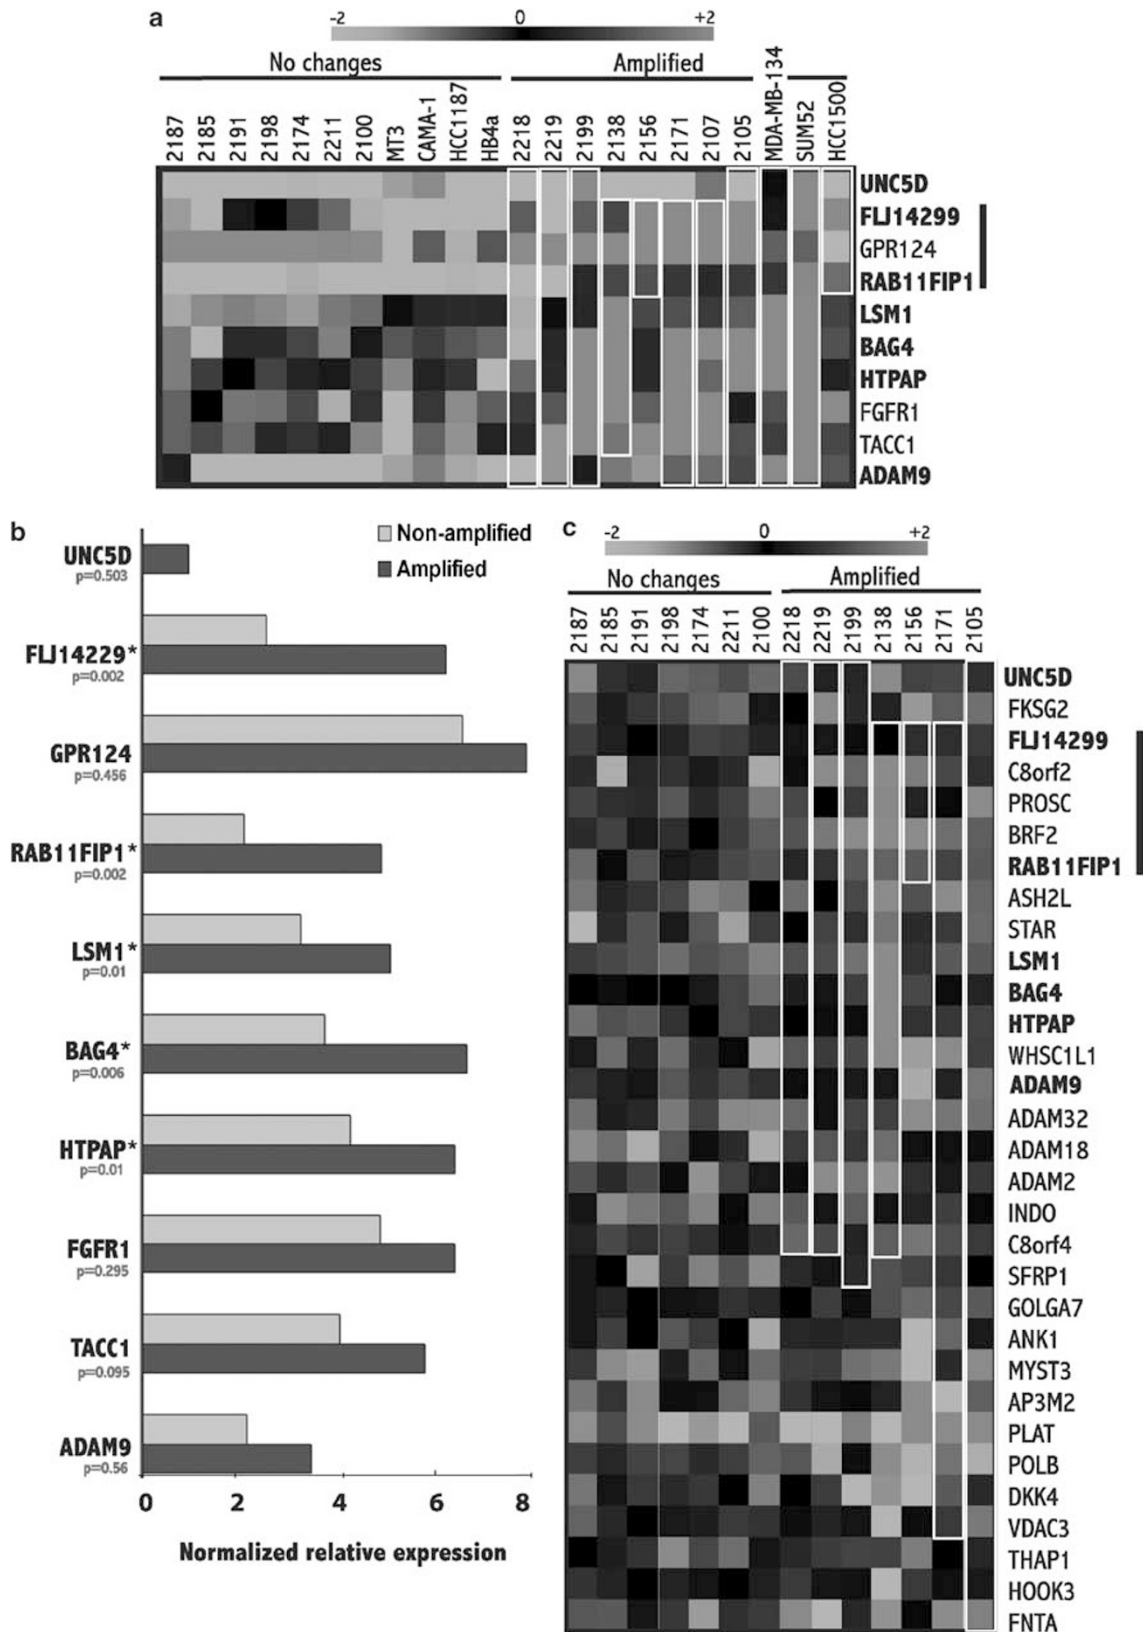 a
-2 0 +2
No changes Amplified
2187 2185 2191 2198 2174 2211 2100 MT3 CAMA-1 HCC1187 HB4a 2218 2219 2199 2138 2156 2171 2107 2105 MDA-MB-134 SUM52 HCC1500
UNC5D
FLJ14299
GPR124
RAB11FIP1
LSM1
BAG4
HTPAP
FGFR1
TACC1
ADAM9
b
Non-amplified
Amplified
UNC5D
p=0.503
FLJ14229*
p=0.002
GPR124
p=0.456
RAB11FIP1*
p=0.002
LSM1*
p=0.01
BAG4*
p=0.006
HTPAP*
p=0.01
FGFR1
p=0.295
TACC1
p=0.095
ADAM9
p=0.56
0 2 4 6 8
Normalized relative expression
c
-2 0 +2
No changes Amplified
2187 2185 2191 2198 2174 2211 2100 2218 2219 2199 2138 2156 2171 2105
UNC5D
FKSG2
FLJ14299
C8orf2
PROSC
BRF2
RAB11FIP1
ASH2L
STAR
LSM1
BAG4
HTPAP
WHSC1L1
ADAM9
ADAM32
ADAM18
ADAM2
INDO
C8orf4
SFRP1
GOLGA7
ANK1
MYST3
AP3M2
PLAT
POLB
DKK4
VDAC3
THAP1
HOOK3
FNTA